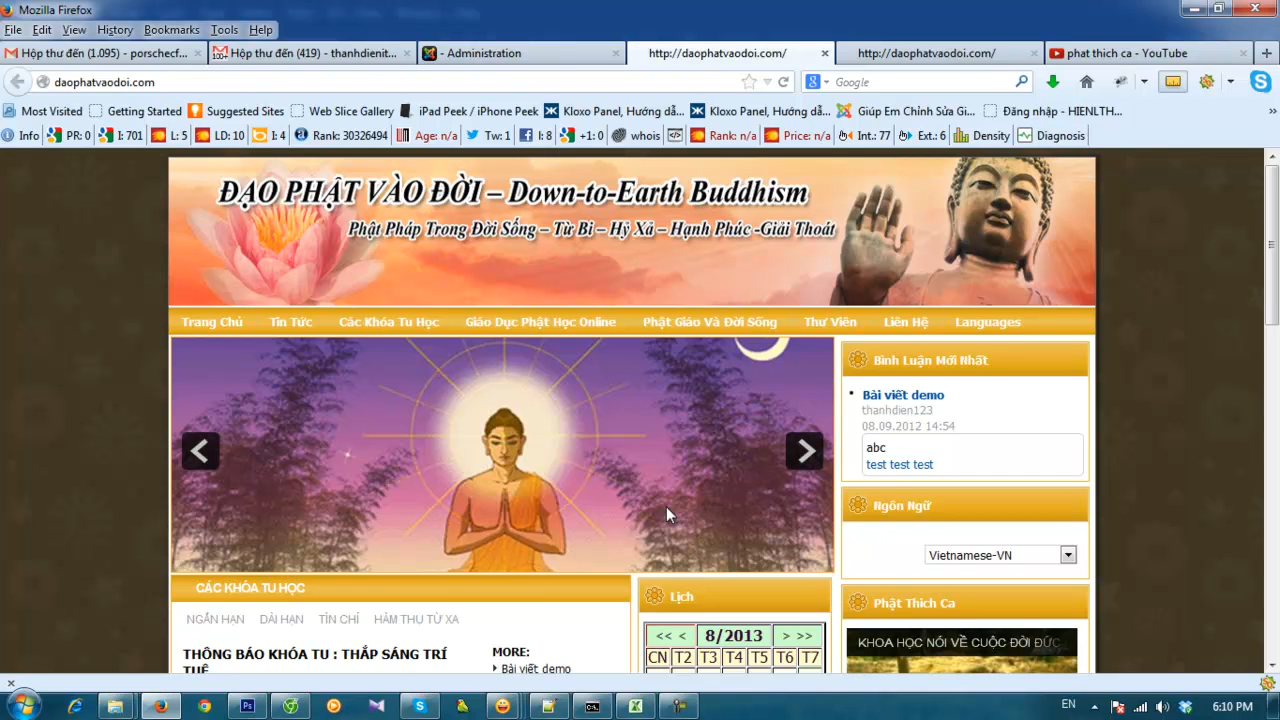 Mozilla Firefox
File Edit View History Bookmarks Tools Help
Hộp thư đến (1.095) - porschecf...
100+ Hộp thư đến (419) - thanhdienit...
- Administration
http://daophatvaodoi.com/
http://daophatvaodoi.com/
phat thich ca - YouTube
daophatvaodoi.com
Google
Most Visited Getting Started Suggested Sites Web Slice Gallery iPad Peek / iPhone Peek Kloxo Panel, Hướng dẫ... Kloxo Panel, Hướng dẫ... Giúp Em Chỉnh Sửa Gi... Đăng nhập - HIENLTH...
Info PR: 0 I: 701 L: 5 LD: 10 I: 4 Rank: 30326494 Age: n/a Tw: 1 I: 8 +1: 0 whois Rank: n/a Price: n/a Int.: 77 Ext.: 6 Density Diagnosis
ĐẠO PHẬT VÀO ĐỜI – Down-to-Earth Buddhism
Phật Pháp Trong Đời Sống – Từ Bi – Hỷ Xả – Hạnh Phúc -Giải Thoát
Trang Chủ Tin Tức Các Khóa Tu Học Giáo Dục Phật Học Online Phật Giáo Và Đời Sống Thư Viên Liên Hệ Languages
Bình Luận Mới Nhất
Bài viết demo
thanhdien123
08.09.2012 14:54
abc
test test test
Ngôn Ngữ
Vietnamese-VN
CÁC KHÓA TU HỌC
NGẮN HẠN DÀI HẠN TÍN CHỈ HÀM THỤ TỪ XA
THÔNG BÁO KHÓA TU : THẮP SÁNG TRÍ
TUỆ
MORE:
Bài viết demo
Lịch
<< < 8/2013 > >>
CN T2 T3 T4 T5 T6 T7
Phật Thích Ca
KHOA HỌC NÓI VỀ CUỘC ĐỜI ĐỨC
EN
6:10 PM